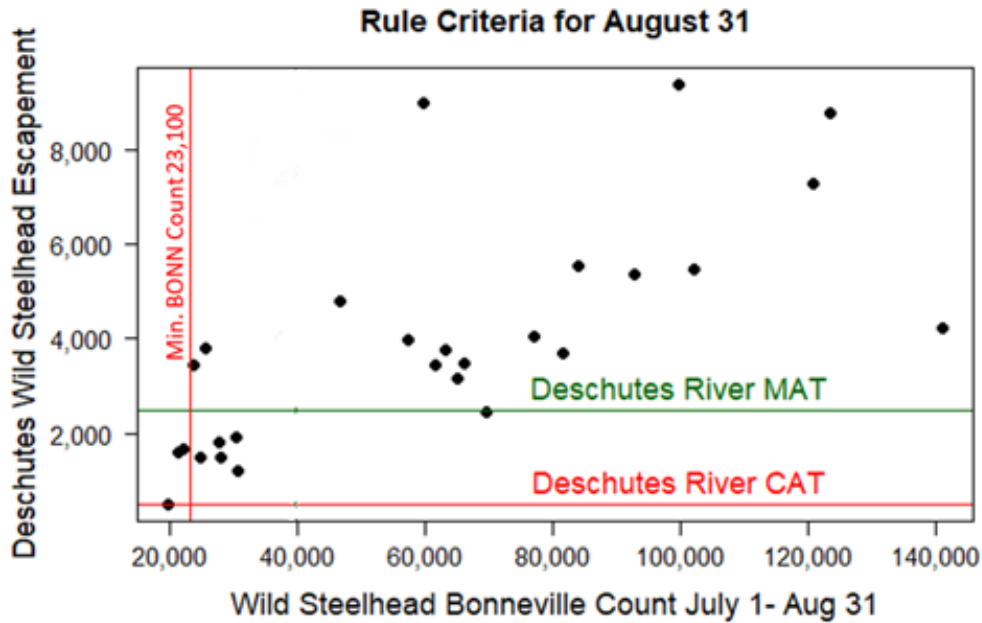 Rule Criteria for August 31
Deschutes Wild Steelhead Escapement
8,000
6,000
4,000
2,000
Min. BONN Count 23,100
Deschutes River MAT
Deschutes River CAT
20,000
40,000
60,000
80,000
100,000
120,000
140,000
Wild Steelhead Bonneville Count July 1- Aug 31